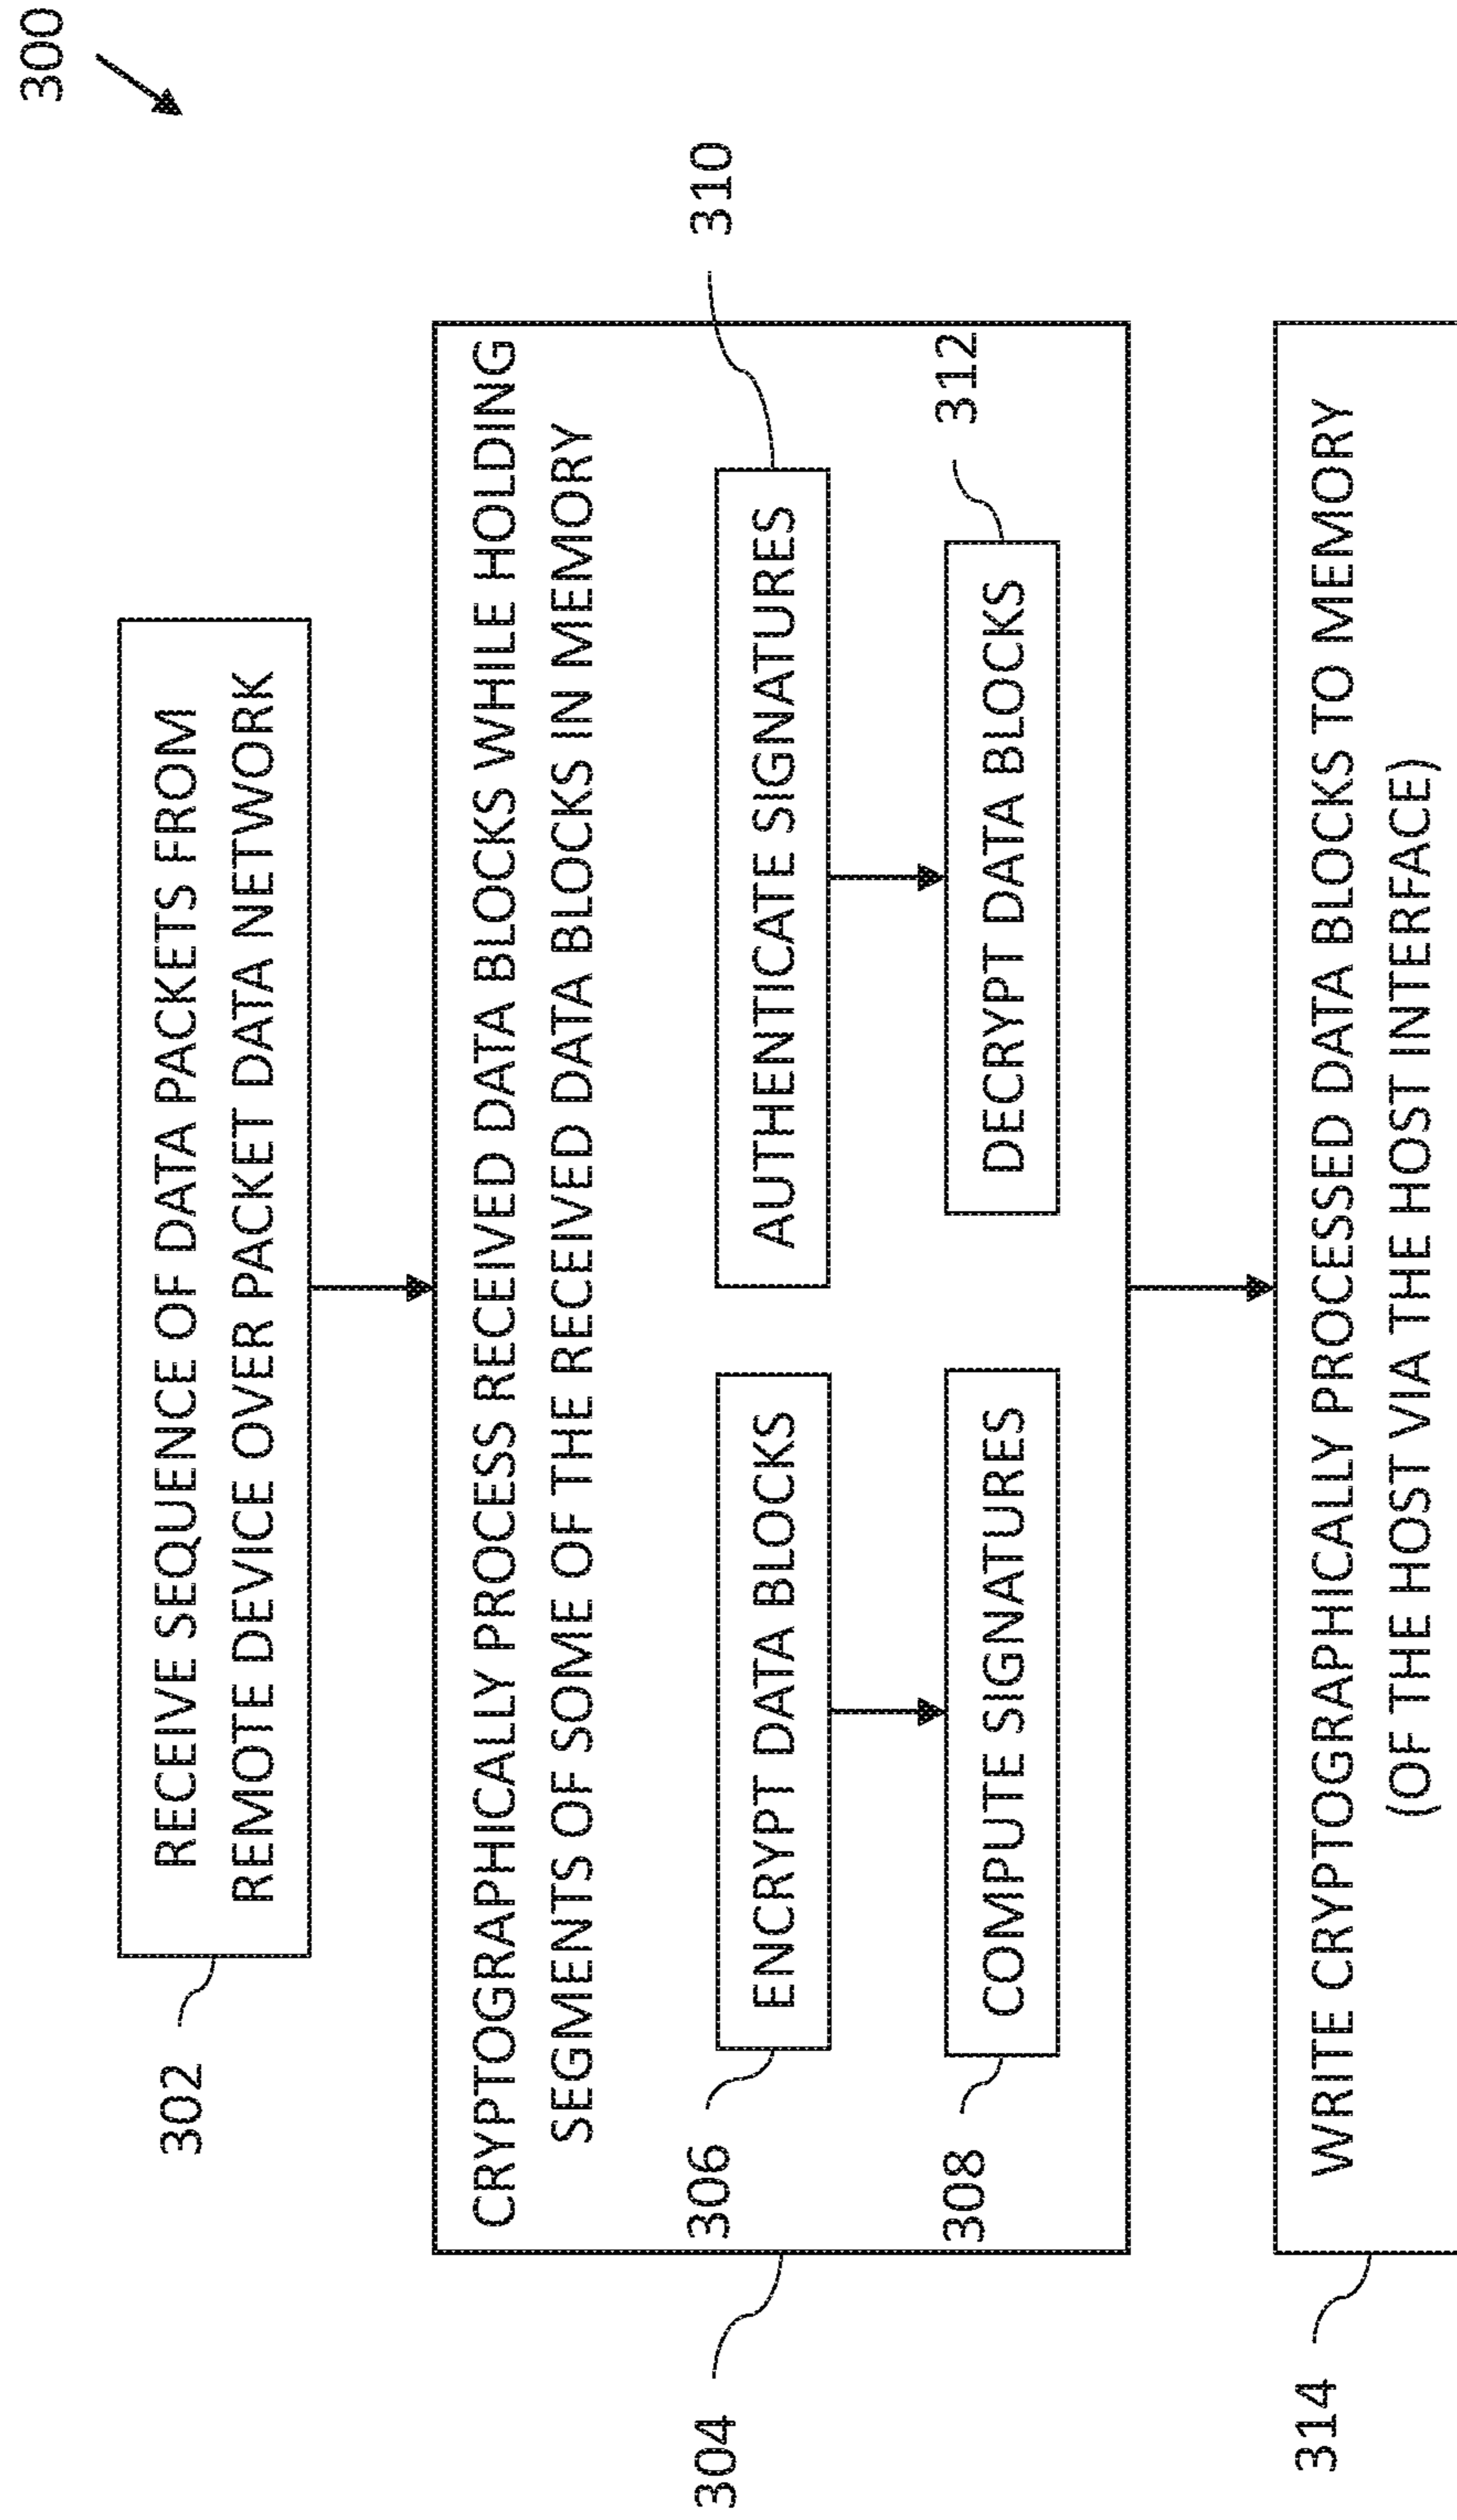 300
302
RECEIVE SEQUENCE OF DATA PACKETS FROM
REMOTE DEVICE OVER PACKET DATA NETWORK
304
CRYPTOGRAPHICALLY PROCESS RECEIVED DATA BLOCKS WHILE HOLDING
SEGMENTS OF SOME OF THE RECEIVED DATA BLOCKS IN MEMORY
306
ENCRYPT DATA BLOCKS
308
COMPUTE SIGNATURES
310
AUTHENTICATE SIGNATURES
312
DECRYPT DATA BLOCKS
314
WRITE CRYPTOGRAPHICALLY PROCESSED DATA BLOCKS TO MEMORY
(OF THE HOST VIA THE HOST INTERFACE)